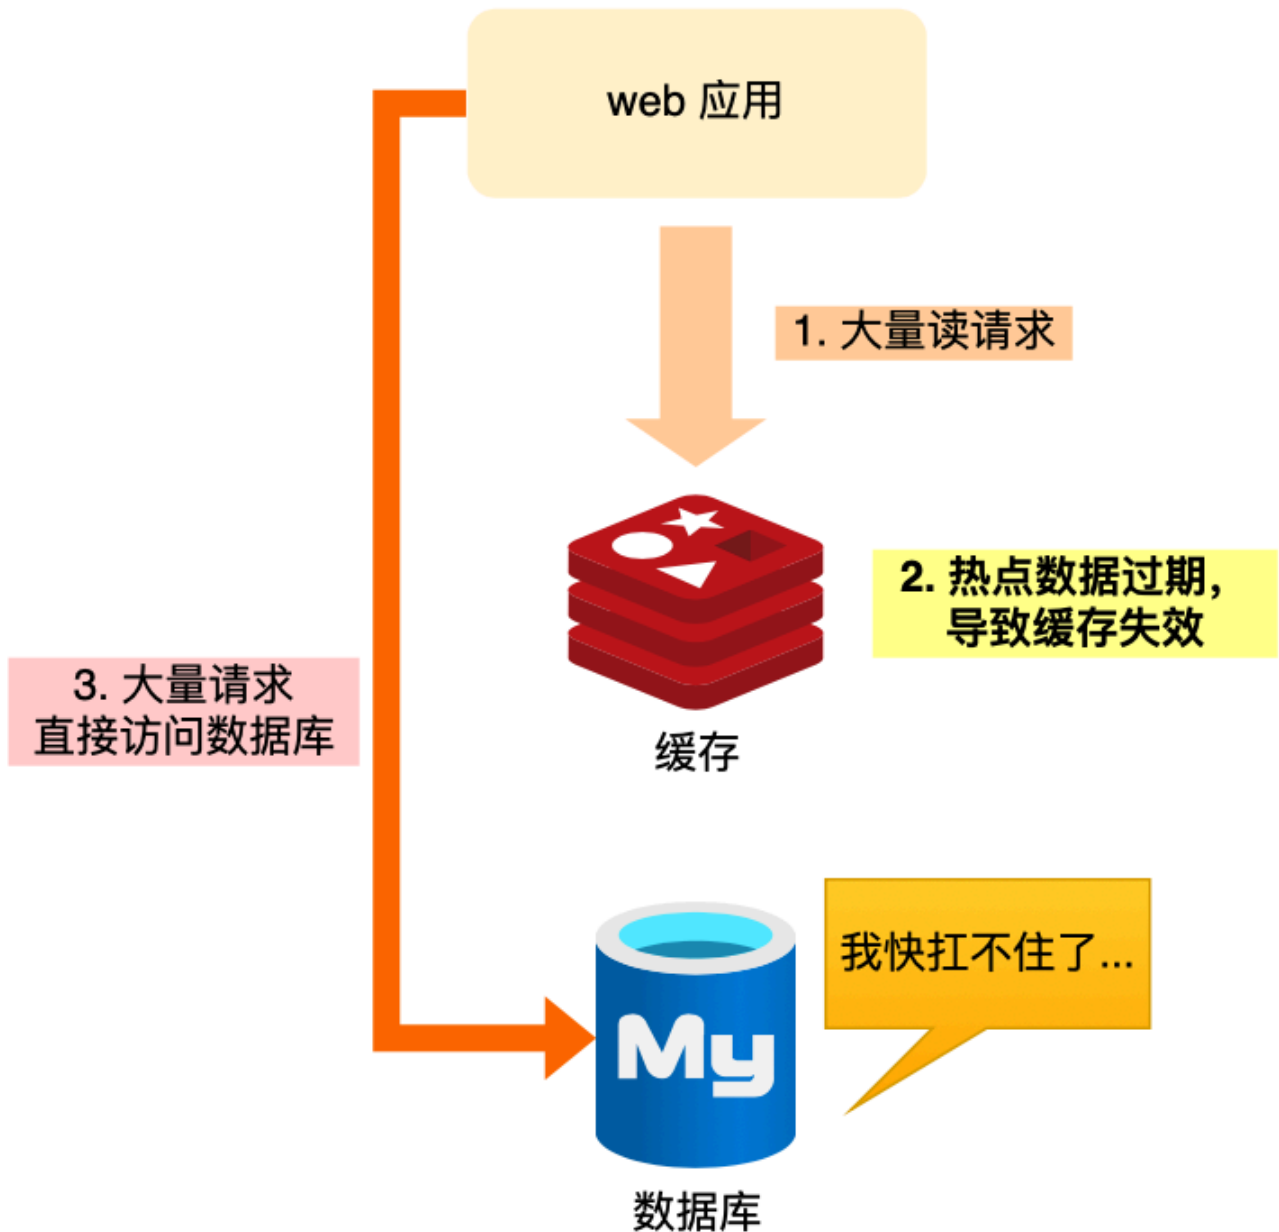 web 应用
1. 大量读请求
2. 热点数据过期，
导致缓存失效
3. 大量请求
直接访问数据库
缓存
我快扛不住了...
My
数据库